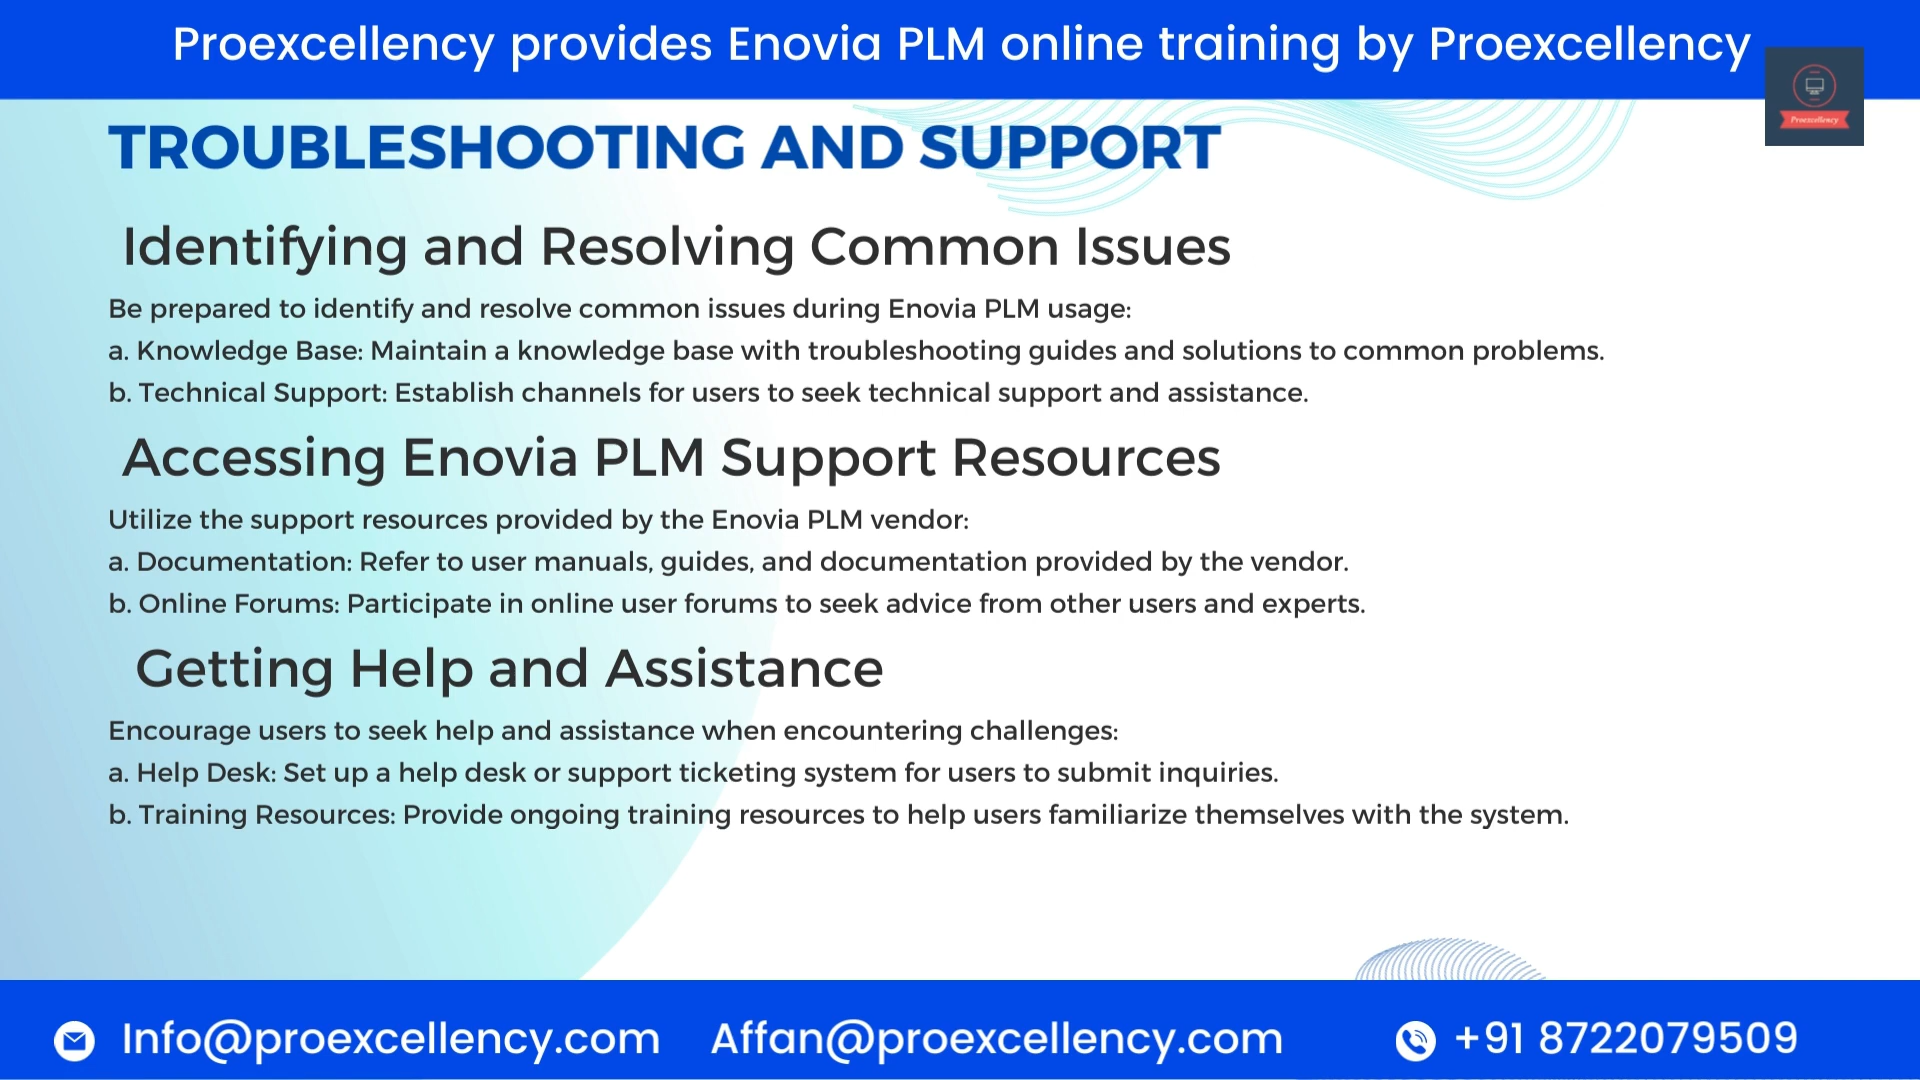 Proexcellency provides Enovia PLM online training by Proexcellency
Proexcellency
TROUBLESHOOTING AND SUPPORT
Identifying and Resolving Common Issues
Be prepared to identify and resolve common issues during Enovia PLM usage:
a. Knowledge Base: Maintain a knowledge base with troubleshooting guides and solutions to common problems.
b. Technical Support: Establish channels for users to seek technical support and assistance.
Accessing Enovia PLM Support Resources
Utilize the support resources provided by the Enovia PLM vendor:
a. Documentation: Refer to user manuals, guides, and documentation provided by the vendor.
b. Online Forums: Participate in online user forums to seek advice from other users and experts.
Getting Help and Assistance
Encourage users to seek help and assistance when encountering challenges:
a. Help Desk: Set up a help desk or support ticketing system for users to submit inquiries.
b. Training Resources: Provide ongoing training resources to help users familiarize themselves with the system.
Info@proexcellency.com Affan@proexcellency.com +91 8722079509